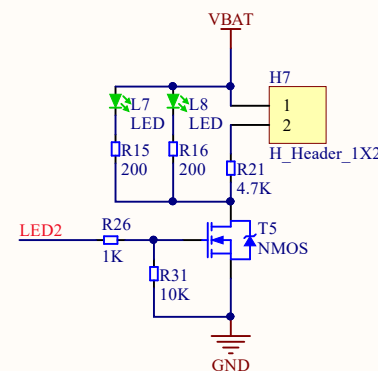 VBAT
H7
1
2
H_Header_1X2
L7
LED
L8
LED
R15
200
R16
200
R21
4.7K
LED2
R26
1K
T5
NMOS
R31
10K
GND